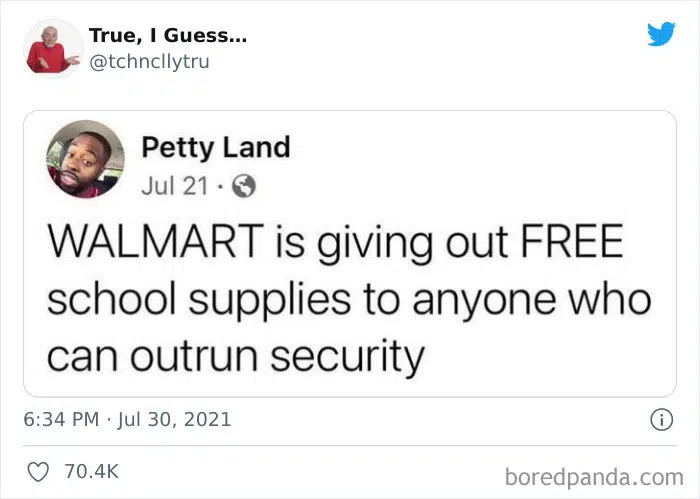 True, I Guess...
@tchncllytru
Petty Land
Jul 21 ·
WALMART is giving out FREE
school supplies to anyone who
can outrun security
6:34 PM · Jul 30, 2021
70.4K
boredpanda.com